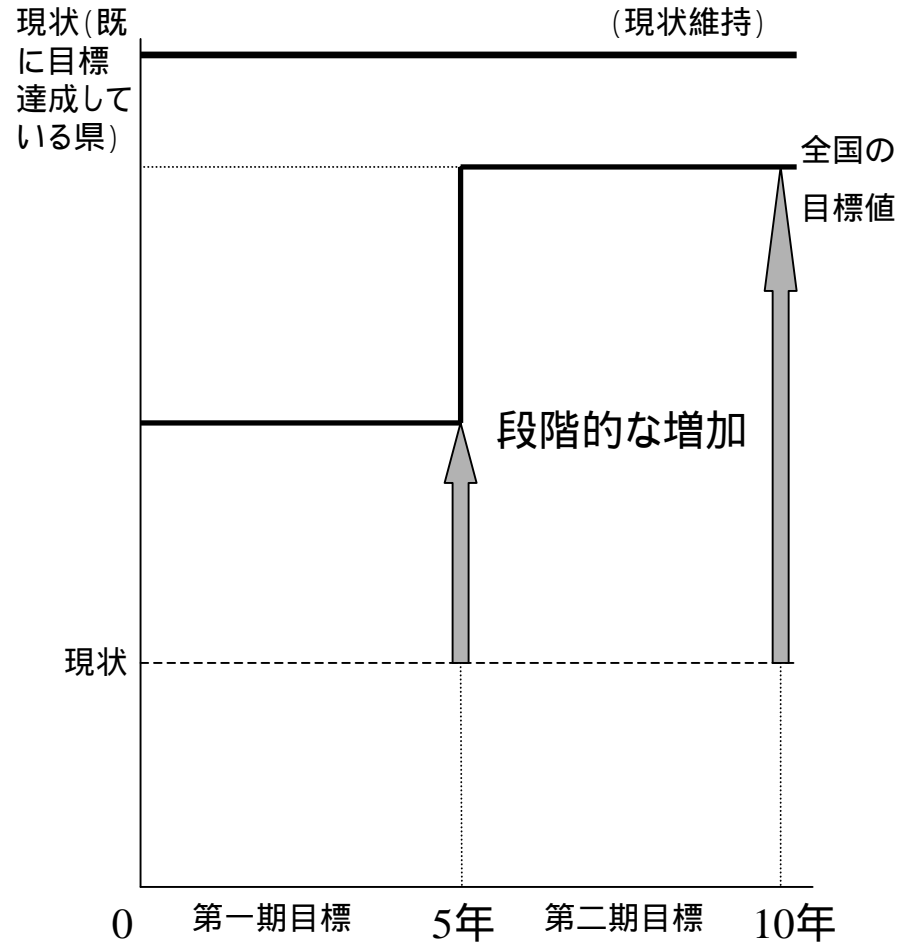 現状(既
に目標
達成して
いる県)
(現状維持)
全国の
目標値
段階的な増加
現状
0 第一期目標 5年 第二期目標 10年